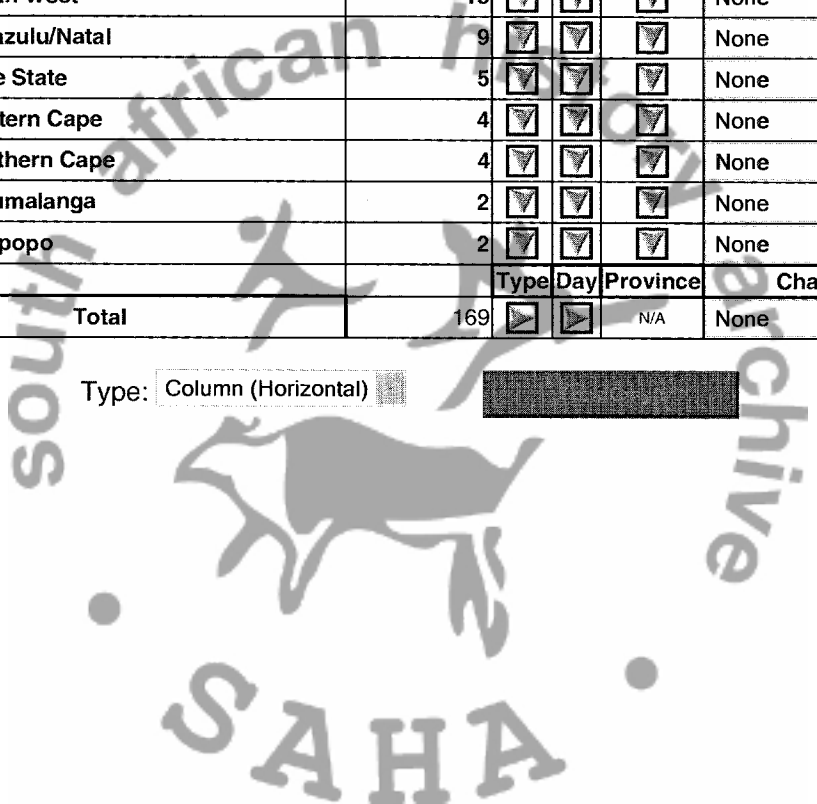 azulu/Natal 9 None
e State 5 None
tern Cape 4 None
thern Cape 4 None
umalanga 2 None
popo 2 None
Type Day Province Cha
Total 169 N/A None
Type: Column (Horizontal)
south african history archive
SAHA